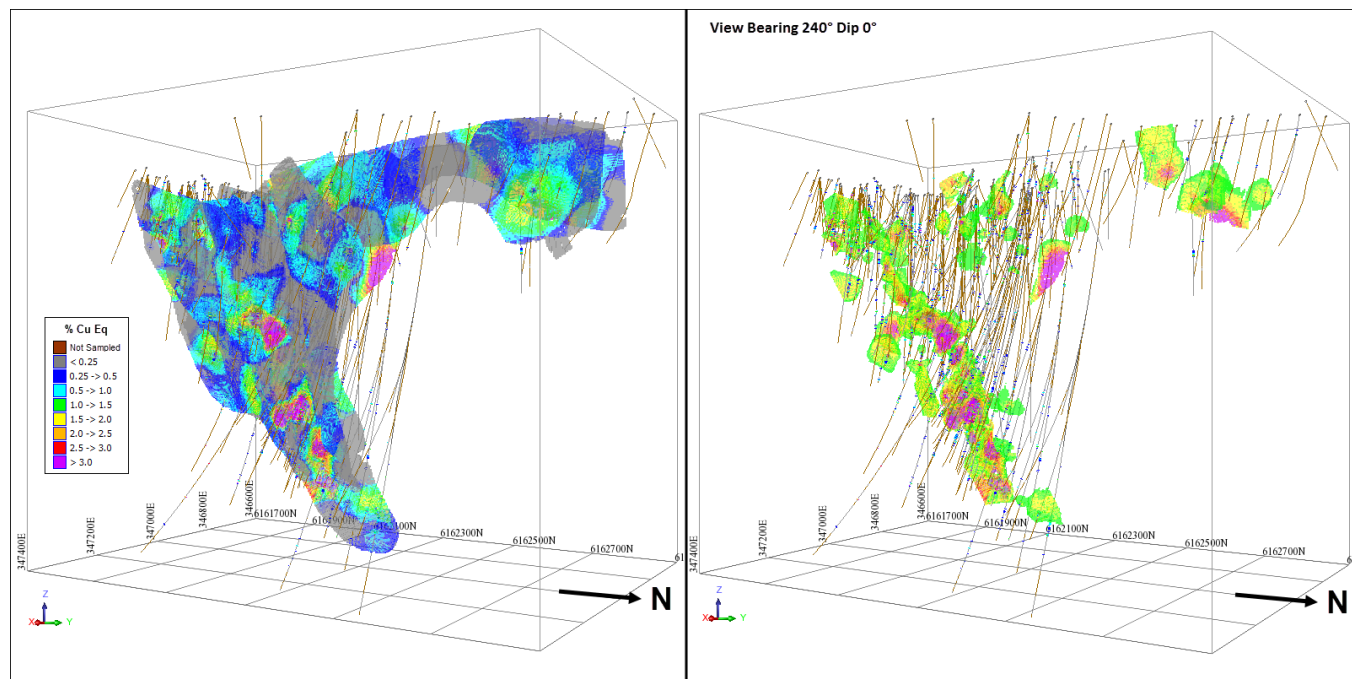 % Cu Eq
Not Sampled
< 0.25
0.25 -> 0.5
0.5 -> 1.0
1.0 -> 1.5
1.5 -> 2.0
2.0 -> 2.5
2.5 -> 3.0
> 3.0
347400E
347200E
347000E
346800E
346600E
6161700N
6161900N
6162100N
6162300N
6162500N
6162700N
Z
X
Y
N
View Bearing 240° Dip 0°
347400E
347200E
347000E
346800E
346600E
6161700N
6161900N
6162100N
6162300N
6162500N
6162700N
Z
X
Y
N